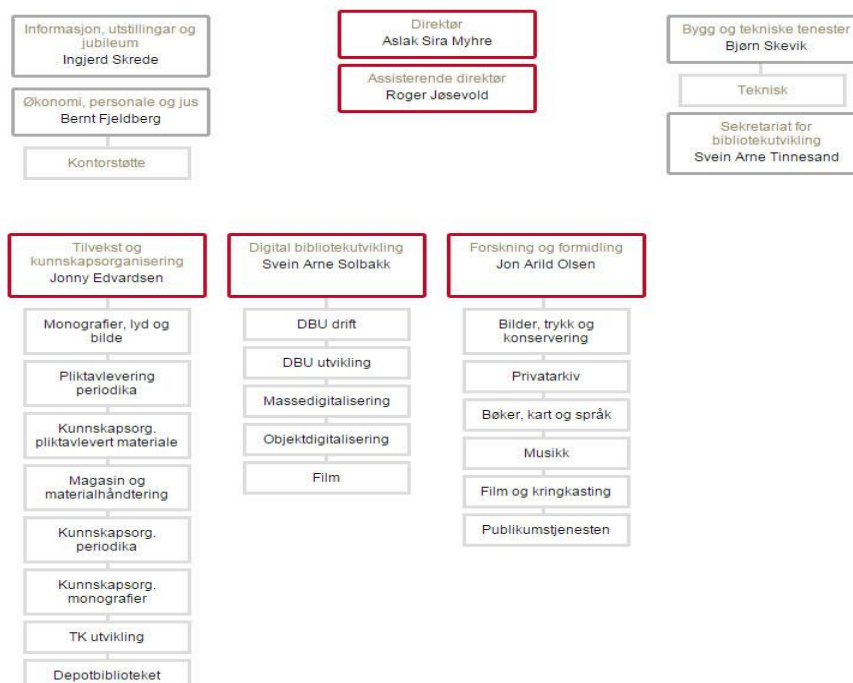 Informasjon, utstillingar og
jubileum
Ingjerd Skrede
Økonomi, personale og jus
Bernt Fjeldberg
Kontorstøtte
Direktør
Aslak Sira Myhre
Assisterende direktør
Roger Jøsevold
Bygg og tekniske tenester
Bjørn Skevik
Teknisk
Sekretariat for
bibliotekutvikling
Svein Arne Tinnesand
Tilvekst og
kunnskapsorganisering
Jonny Edvardsen
Monografier, lyd og
bilde
Pliktavlevering
periodika
Kunnskapsorg.
pliktavlevert materiale
Magasin og
materialhåndtering
Kunnskapsorg.
periodika
Kunnskapsorg.
monografier
TK utvikling
Depotbiblioteket
Digital bibliotekutvikling
Svein Arne Solbakk
DBU drift
DBU utvikling
Massedigitalisering
Objektdigitalisering
Film
Forskning og formidling
Jon Arild Olsen
Bilder, trykk og
konservering
Privatarkiv
Bøker, kart og språk
Musikk
Film og kringkasting
Publikumstjenesten